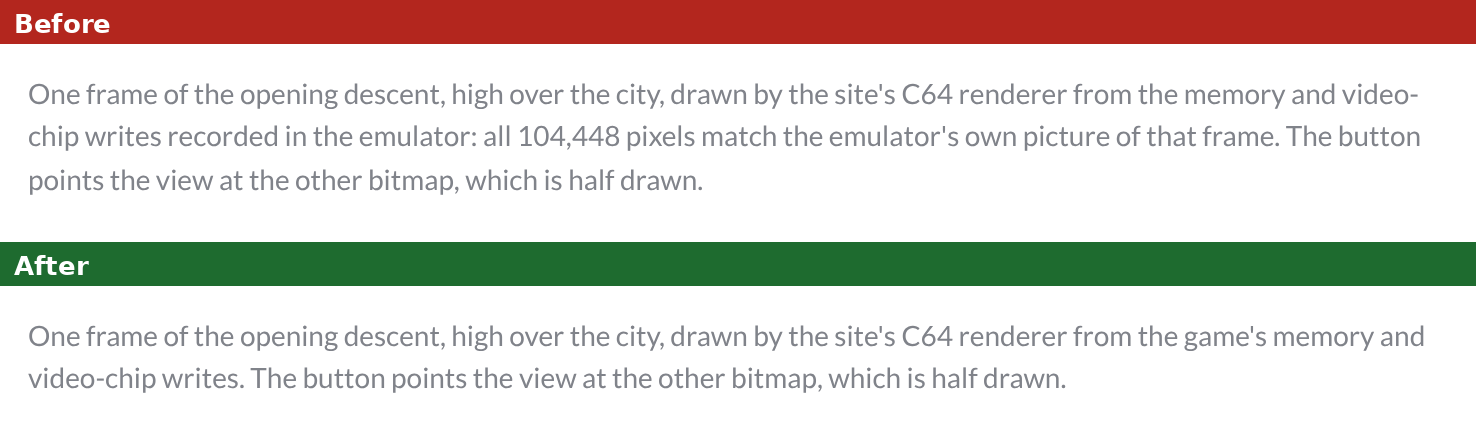 Before
One frame of the opening descent, high over the city, drawn by the site's C64 renderer from the memory and video-
chip writes recorded in the emulator: all 104,448 pixels match the emulator's own picture of that frame. The button
points the view at the other bitmap, which is half drawn.
After
One frame of the opening descent, high over the city, drawn by the site's C64 renderer from the game's memory and
video-chip writes. The button points the view at the other bitmap, which is half drawn.